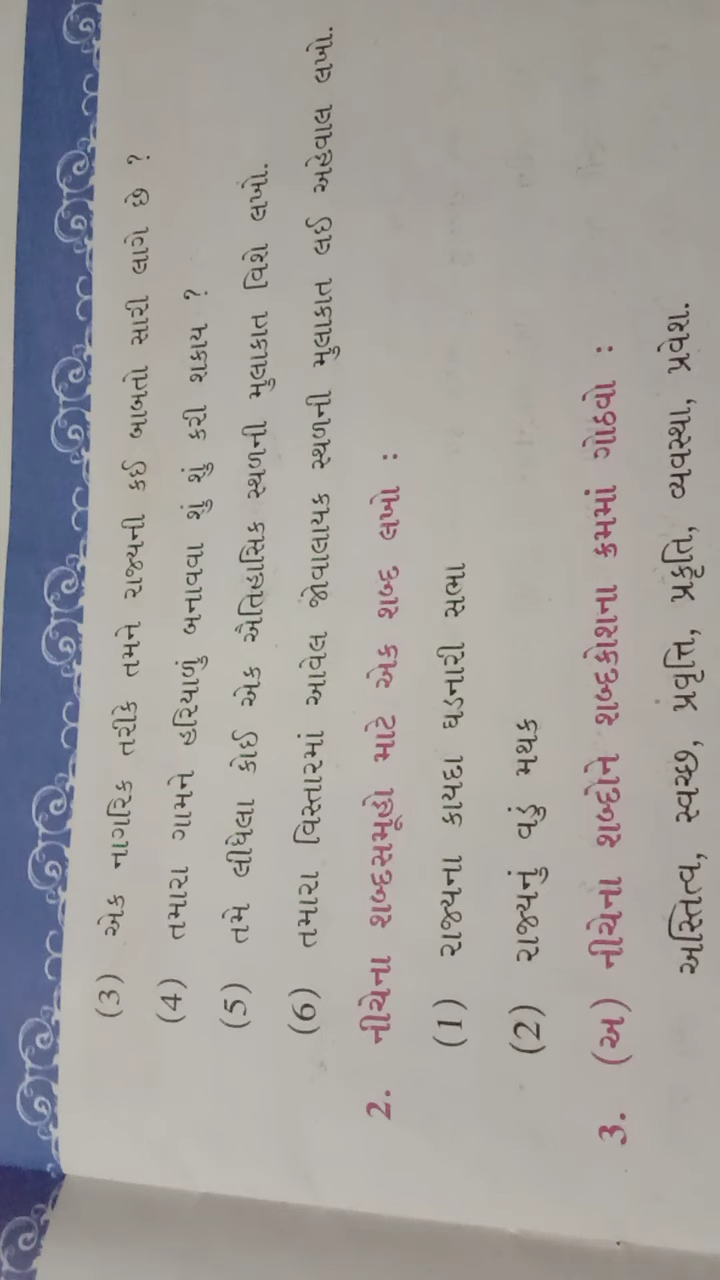 (3) એક નાગરિક તરીકે તમને રાજ્યની કઈ બાબતો સારી લાગે છે ?
(4) તમારા ગામને હરિયાળું બનાવવા શું શું કરી શકાય ?
(5) તમે લીધેલા કોઈ એક ઐતિહાસિક સ્થળની મુલાકાત વિશે લખો.
(6) તમારા વિસ્તારમાં આવેલ જોવાલાયક સ્થળની મુલાકાત લઈ અહેવાલ લખો.
2. નીચેના શબ્દસમૂહો માટે એક શબ્દ લખો :
(1) રાજ્યના કાયદા ઘડનારી સભા
(2) રાજ્યનું વડું મથક
3. (અ) નીચેના શબ્દોને શબ્દકોશના ક્રમમાં ગોઠવો :
અસ્તિત્વ, સ્વચ્છ, પ્રવૃત્તિ, પ્રકૃતિ, વ્યવસ્થા, પ્રવેશ.